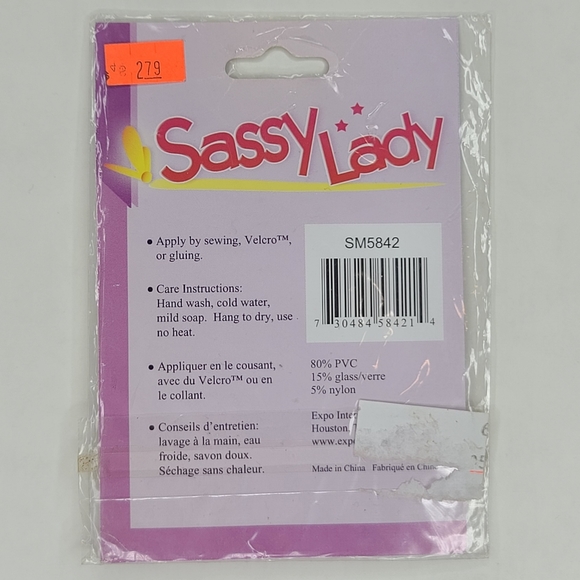 279
Sassy Lady
SM5842
7 30484 58421 4
• Apply by sewing, Velcro™,
or gluing.
• Care Instructions:
Hand wash, cold water,
mild soap. Hang to dry, use
no heat.
• Appliquer en le cousant,
avec du Velcro™ ou en
le collant.
• Conseils d'entretien:
lavage à la main, eau
froide, savon doux.
Séchage sans chaleur.
80% PVC
15% glass/verre
5% nylon
Expo
Houston,
Made in China Fabriqué en